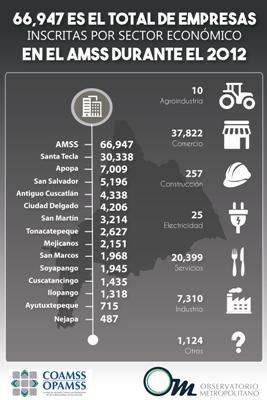 66,947 ES EL TOTAL DE EMPRESAS
INSCRITAS POR SECTOR ECONÓMICO
EN EL AMSS DURANTE EL 2012
AMSS 66,947
Santa Tecla 30,338
Apopa 7,009
San Salvador 5,196
Antiguo Cuscatlán 4,338
Ciudad Delgado 4,206
San Martín 3,214
Tonacatepeque 2,627
Mejicanos 2,151
San Marcos 1,968
Soyapango 1,945
Cuscatancingo 1,435
Ilopango 1,318
Ayutuxtepeque 715
Nejapa 487
10
Agroindustria
37,822
Comercio
257
Construcción
25
Electricidad
20,399
Servicios
7,310
Industria
1,124
Otros
?
COAMSS
OPAMSS
Om
OBSERVATORIO
METROPOLITANO